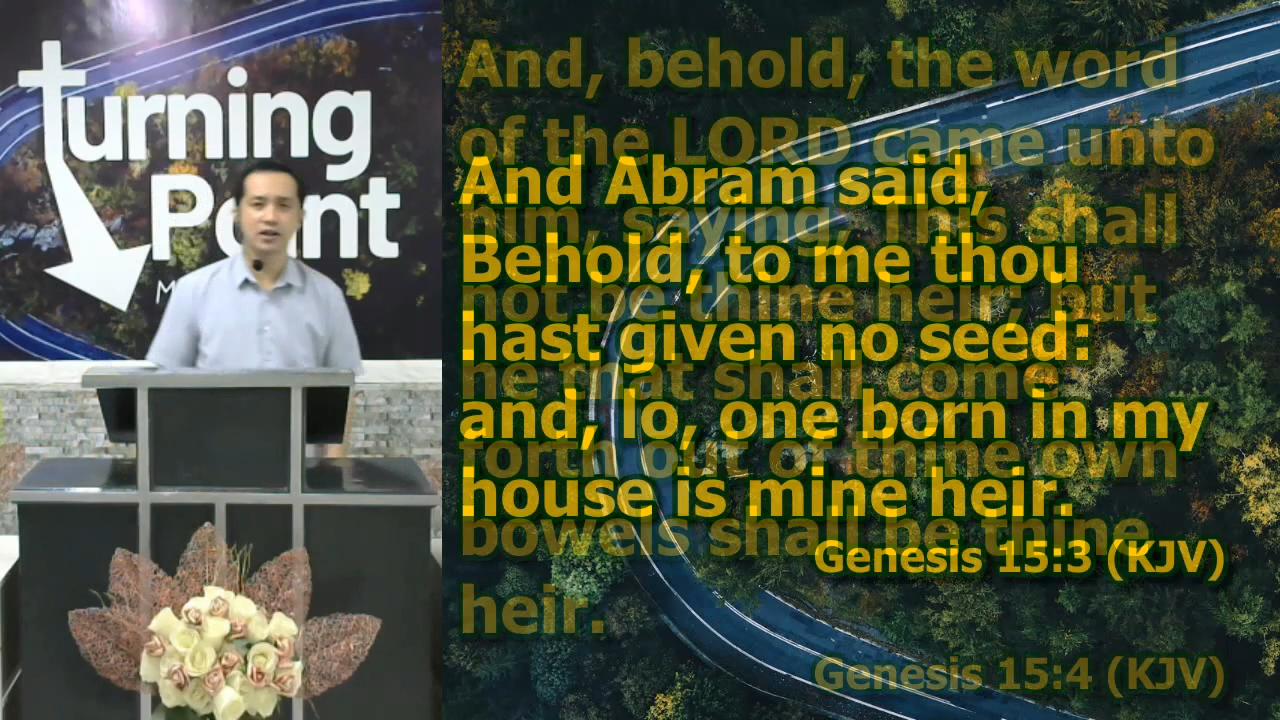 turning
Point
M
And Abram said,
Behold, to me thou
hast given no seed:
and, lo, one born in my
house is mine heir.
Genesis 15:3 (KJV)
And, behold, the word
of the LORD came unto
him, saying, This shall
not be thine heir; but
he that shall come
forth out of thine own
bowels shall be thine
heir.
Genesis 15:4 (KJV)